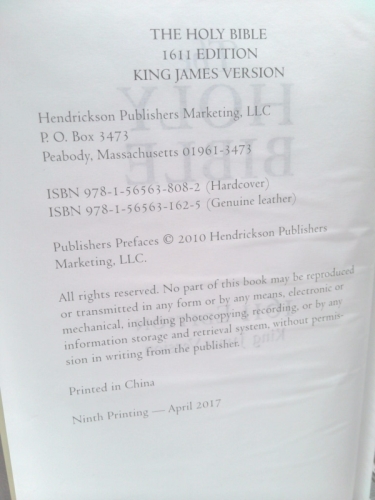 THE HOLY BIBLE
1611 EDITION
KING JAMES VERSION
Hendrickson Publishers Marketing, LLC
P. O. Box 3473
Peabody, Massachusetts 01961-3473
ISBN 978-1-56563-808-2 (Hardcover)
ISBN 978-1-56563-162-5 (Genuine leather)
Publishers Prefaces © 2010 Hendrickson Publishers
Marketing, LLC.
All rights reserved. No part of this book may be reproduced
or transmitted in any form or by any means, electronic or
mechanical, including photocopying, recording, or by any
information storage and retrieval system, without permis-
sion in writing from the publisher.
Printed in China
Ninth Printing — April 2017